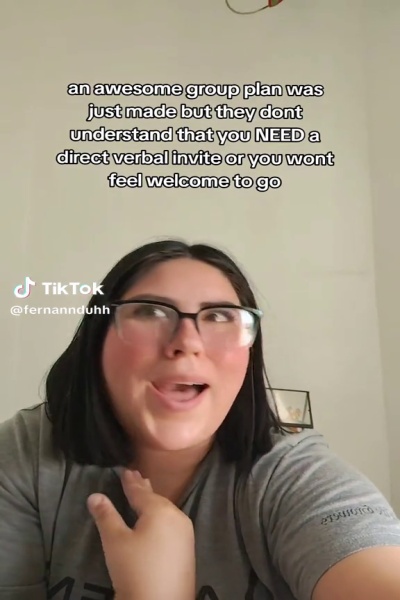 an awesome group plan was
just made but they dont
understand that you NEED a
direct verbal invite or you wont
feel welcome to go
TikTok
@fernannduhh